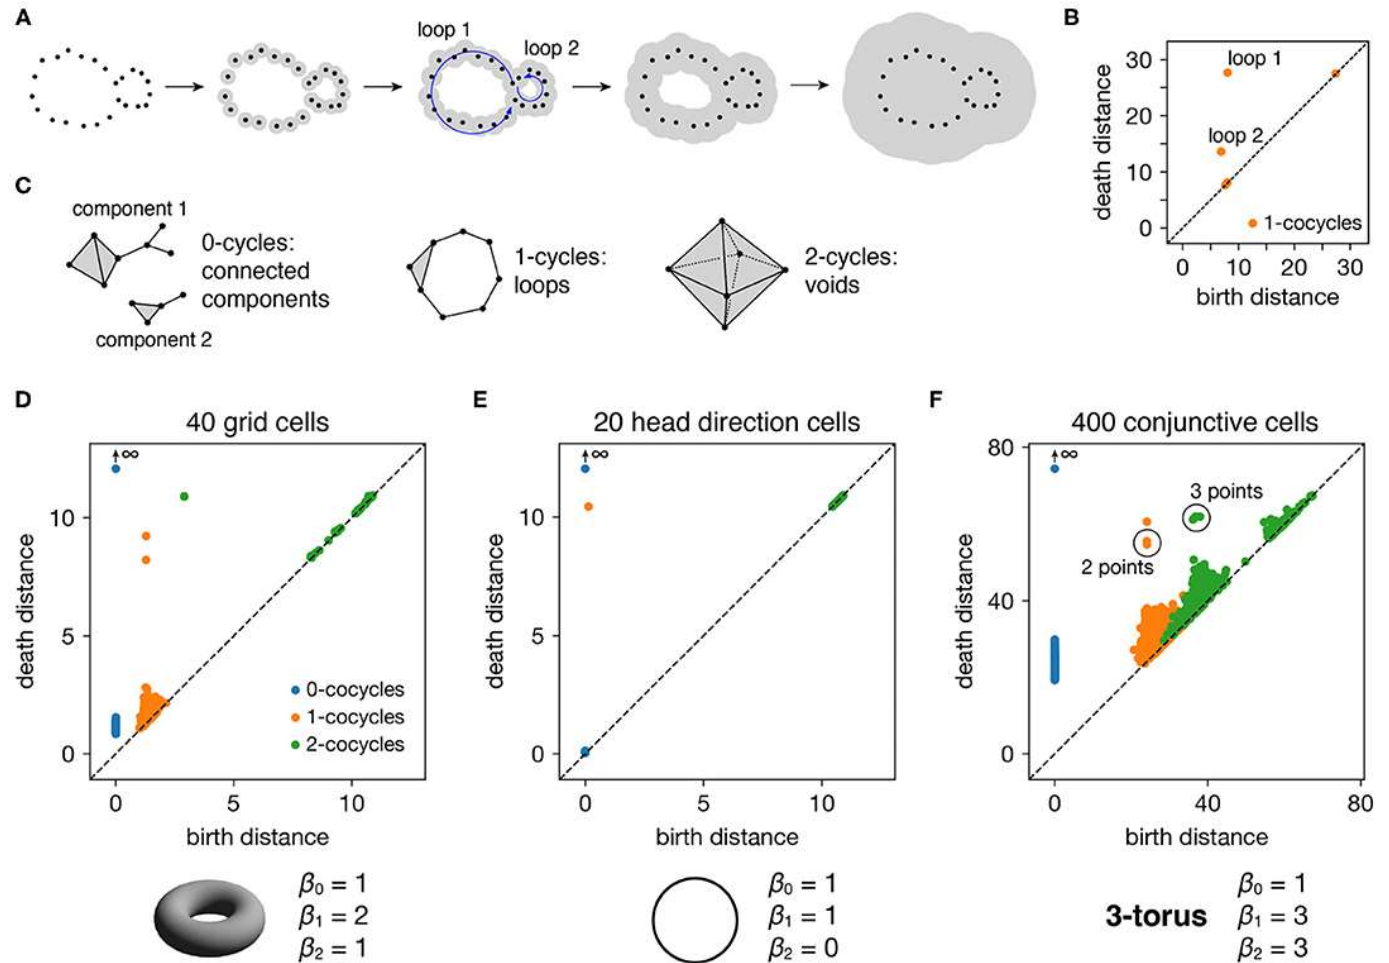 A
loop 1
loop 2
B
30
20
10
0
death distance
loop 1
loop 2
1-cocycles
0 10 20 30
birth distance
C
component 1
component 2
0-cycles:
connected
components
1-cycles:
loops
2-cycles:
voids
D
40 grid cells
∞
10
5
0
death distance
0-cocycles
1-cocycles
2-cocycles
0 5 10
birth distance
β₀ = 1
β₁ = 2
β₂ = 1
E
20 head direction cells
∞
10
5
0
death distance
0 5 10
birth distance
β₀ = 1
β₁ = 1
β₂ = 0
F
400 conjunctive cells
80
∞
3 points
2 points
40
0
death distance
0 40 80
birth distance
3-torus
β₀ = 1
β₁ = 3
β₂ = 3